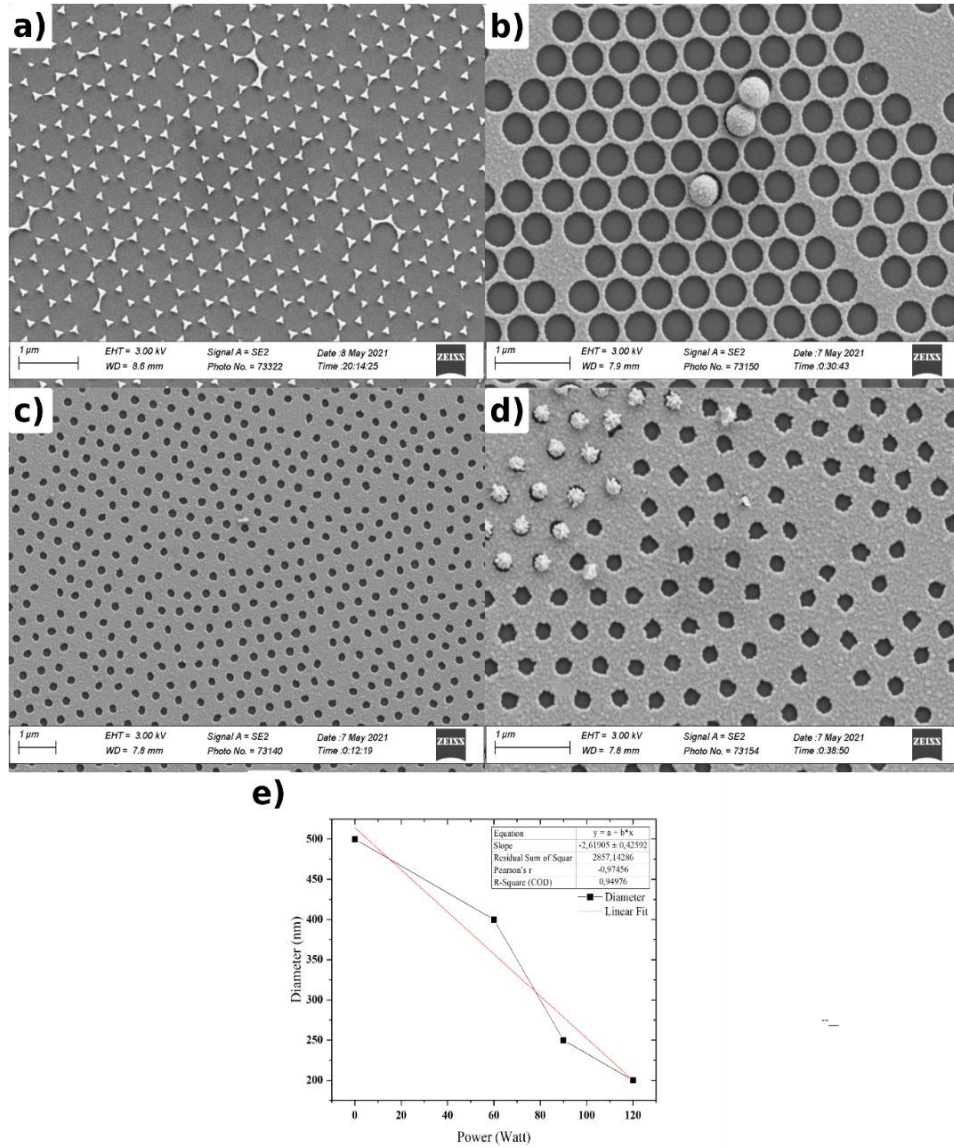 a)
1 µm
EHT = 3.00 kV
WD = 8.6 mm
Signal A = SE2
Photo No. = 73322
Date :8 May 2021
Time :20:14:25
ZEISS
b)
1 µm
EHT = 3.00 kV
WD = 7.9 mm
Signal A = SE2
Photo No. = 73150
Date :7 May 2021
Time :0:30:43
ZEISS
c)
1 µm
EHT = 3.00 kV
WD = 7.8 mm
Signal A = SE2
Photo No. = 73140
Date :7 May 2021
Time :0:12:19
ZEISS
d)
1 µm
EHT = 3.00 kV
WD = 7.8 mm
Signal A = SE2
Photo No. = 73154
Date :7 May 2021
Time :0:38:50
ZEISS
e)
Equation y = a + b*x
Slope -2,61905 ± 0,42592
Residual Sum of Squar 2857,14286
Pearson's r -0,97456
R-Square (COD) 0,94976
Diameter
Linear Fit
Diameter (nm)
500
450
400
350
300
250
200
0 20 40 60 80 100 120
Power (Watt)